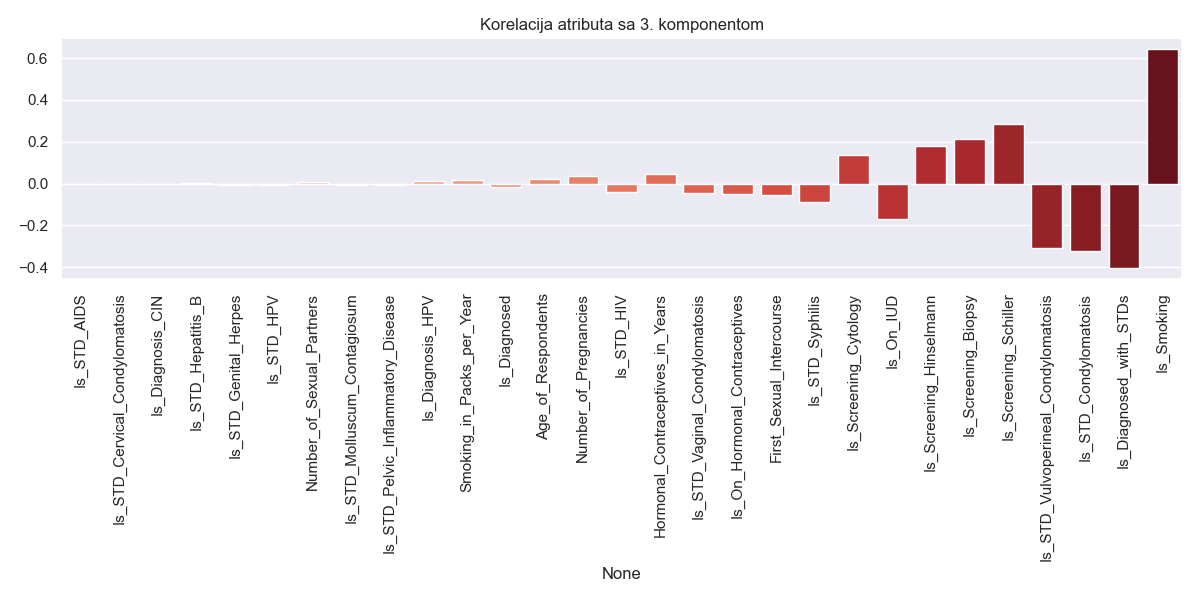 Korelacija atributa sa 3. komponentom
0.6
0.4
0.2
0.0
−0.2
−0.4
Is_STD_AIDS
Is_STD_Cervical_Condylomatosis
Is_Diagnosis_CIN
Is_STD_Hepatitis_B
Is_STD_Genital_Herpes
Is_STD_HPV
Number_of_Sexual_Partners
Is_STD_Molluscum_Contagiosum
Is_STD_Pelvic_Inflammatory_Disease
Is_Diagnosis_HPV
Smoking_in_Packs_per_Year
Is_Diagnosed
Age_of_Respondents
Number_of_Pregnancies
Is_STD_HIV
Hormonal_Contraceptives_in_Years
Is_STD_Vaginal_Condylomatosis
Is_On_Hormonal_Contraceptives
First_Sexual_Intercourse
Is_STD_Syphilis
Is_Screening_Cytology
Is_On_IUD
Is_Screening_Hinselmann
Is_Screening_Biopsy
Is_Screening_Schiller
Is_STD_Vulvoperineal_Condylomatosis
Is_STD_Condylomatosis
Is_Diagnosed_with_STDs
Is_Smoking
None